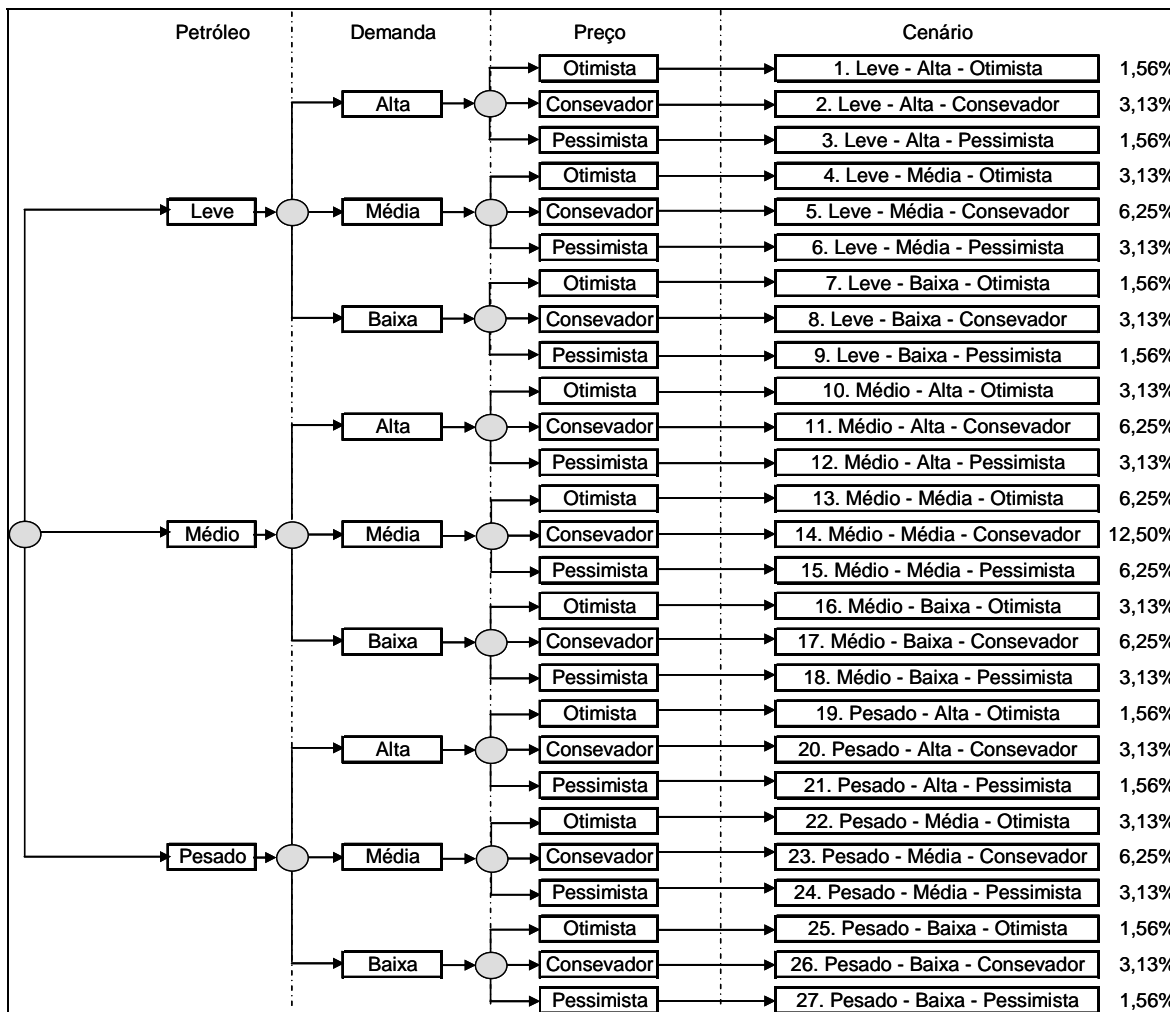 Petróleo Demanda Preço Cenário
Otimista 1. Leve - Alta - Otimista 1,56%
Alta Consevador 2. Leve - Alta - Consevador 3,13%
Pessimista 3. Leve - Alta - Pessimista 1,56%
Otimista 4. Leve - Média - Otimista 3,13%
Leve Média Consevador 5. Leve - Média - Consevador 6,25%
Pessimista 6. Leve - Média - Pessimista 3,13%
Otimista 7. Leve - Baixa - Otimista 1,56%
Baixa Consevador 8. Leve - Baixa - Consevador 3,13%
Pessimista 9. Leve - Baixa - Pessimista 1,56%
Otimista 10. Médio - Alta - Otimista 3,13%
Alta Consevador 11. Médio - Alta - Consevador 6,25%
Pessimista 12. Médio - Alta - Pessimista 3,13%
Otimista 13. Médio - Média - Otimista 6,25%
Médio Média Consevador 14. Médio - Média - Consevador 12,50%
Pessimista 15. Médio - Média - Pessimista 6,25%
Otimista 16. Médio - Baixa - Otimista 3,13%
Baixa Consevador 17. Médio - Baixa - Consevador 6,25%
Pessimista 18. Médio - Baixa - Pessimista 3,13%
Otimista 19. Pesado - Alta - Otimista 1,56%
Alta Consevador 20. Pesado - Alta - Consevador 3,13%
Pessimista 21. Pesado - Alta - Pessimista 1,56%
Otimista 22. Pesado - Média - Otimista 3,13%
Pesado Média Consevador 23. Pesado - Média - Consevador 6,25%
Pessimista 24. Pesado - Média - Pessimista 3,13%
Otimista 25. Pesado - Baixa - Otimista 1,56%
Baixa Consevador 26. Pesado - Baixa - Consevador 3,13%
Pessimista 27. Pesado - Baixa - Pessimista 1,56%